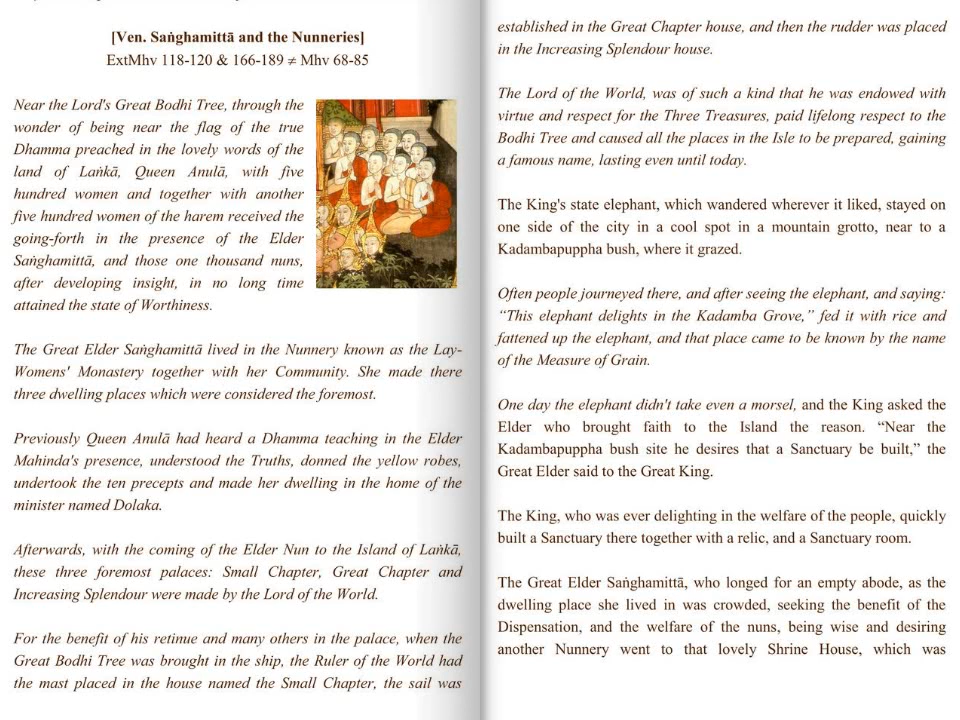 [Ven. Saṅghamittā and the Nunneries]
ExtMhv 118-120 & 166-189 ≠ Mhv 68-85
Near the Lord's Great Bodhi Tree, through the
wonder of being near the flag of the true
Dhamma preached in the lovely words of the
land of Laṅkā, Queen Anulā, with five
hundred women and together with another
five hundred women of the harem received the
going-forth in the presence of the Elder
Saṅghamittā, and those one thousand nuns,
after developing insight, in no long time
attained the state of Worthiness.
The Great Elder Saṅghamittā lived in the Nunnery known as the Lay-
Womens' Monastery together with her Community. She made there
three dwelling places which were considered the foremost.
Previously Queen Anulā had heard a Dhamma teaching in the Elder
Mahinda's presence, understood the Truths, donned the yellow robes,
undertook the ten precepts and made her dwelling in the home of the
minister named Dolaka.
Afterwards, with the coming of the Elder Nun to the Island of Laṅkā,
these three foremost palaces: Small Chapter, Great Chapter and
Increasing Splendour were made by the Lord of the World.
For the benefit of his retinue and many others in the palace, when the
Great Bodhi Tree was brought in the ship, the Ruler of the World had
the mast placed in the house named the Small Chapter, the sail was
established in the Great Chapter house, and then the rudder was placed
in the Increasing Splendour house.
The Lord of the World, was of such a kind that he was endowed with
virtue and respect for the Three Treasures, paid lifelong respect to the
Bodhi Tree and caused all the places in the Isle to be prepared, gaining
a famous name, lasting even until today.
The King's state elephant, which wandered wherever it liked, stayed on
one side of the city in a cool spot in a mountain grotto, near to a
Kadambapuppha bush, where it grazed.
Often people journeyed there, and after seeing the elephant, and saying:
“This elephant delights in the Kadamba Grove,” fed it with rice and
fattened up the elephant, and that place came to be known by the name
of the Measure of Grain.
One day the elephant didn't take even a morsel, and the King asked the
Elder who brought faith to the Island the reason. “Near the
Kadambapuppha bush site he desires that a Sanctuary be built,” the
Great Elder said to the Great King.
The King, who was ever delighting in the welfare of the people, quickly
built a Sanctuary there together with a relic, and a Sanctuary room.
The Great Elder Saṅghamittā, who longed for an empty abode, as the
dwelling place she lived in was crowded, seeking the benefit of the
Dispensation, and the welfare of the nuns, being wise and desiring
another Nunnery went to that lovely Shrine House, which was